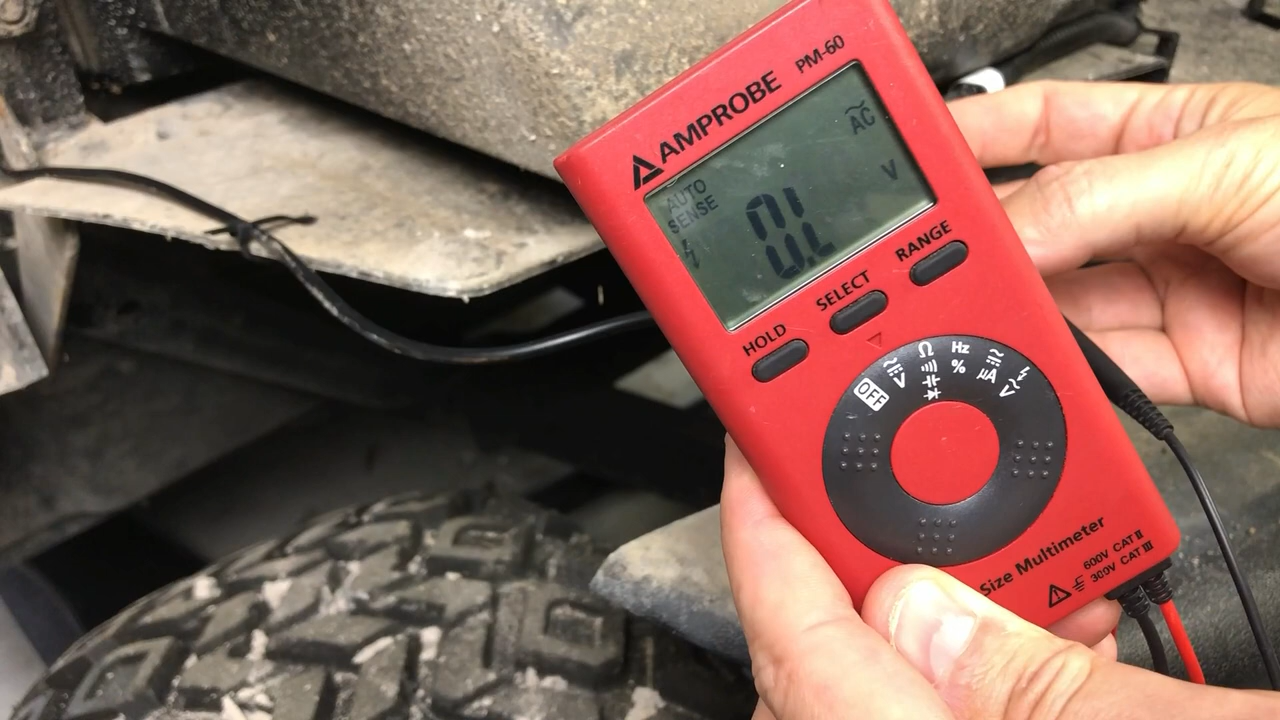 AMPROBE PM-60
AC
AUTO
SENSE
V
0.L
HOLD SELECT RANGE
OFF V Ω Hz % μA V
Size Multimeter
600V CAT II
300V CAT III